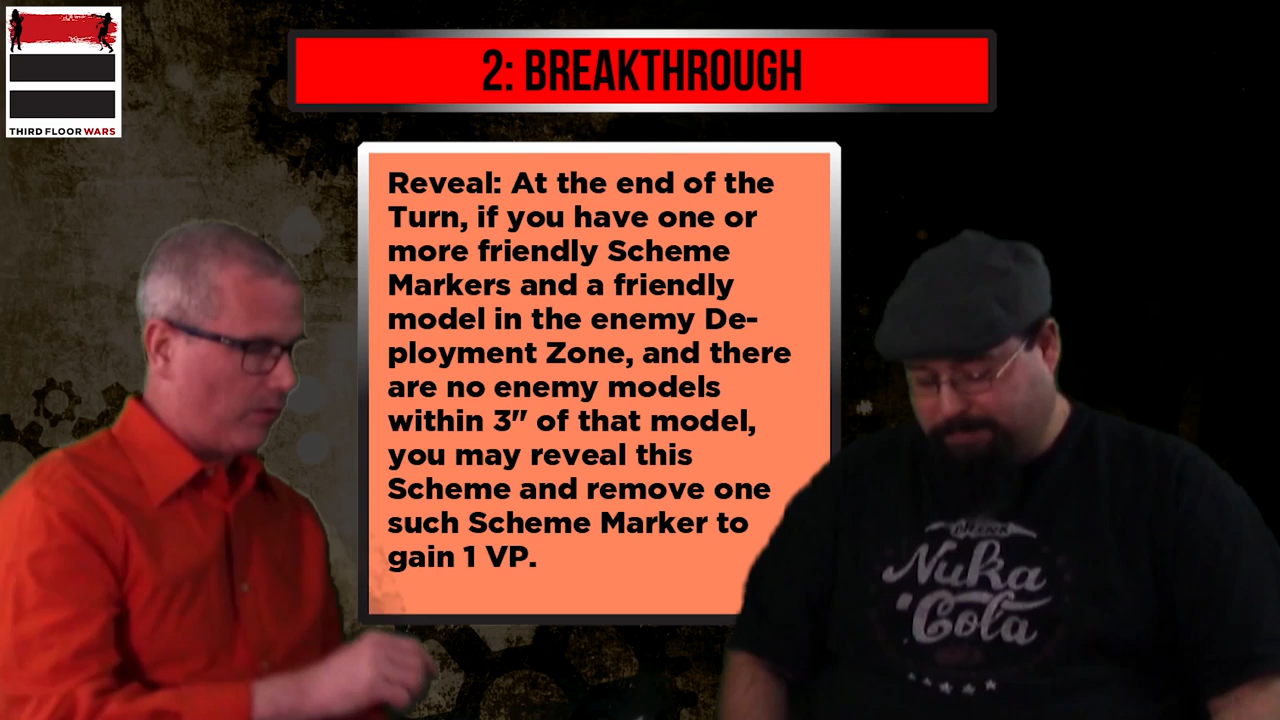 THIRD FLOOR WARS
2: BREAKTHROUGH
Reveal: At the end of the
Turn, if you have one or
more friendly Scheme
Markers and a friendly
model in the enemy De-
ployment Zone, and there
are no enemy models
within 3" of that model,
you may reveal this
Scheme and remove one
such Scheme Marker to
gain 1 VP.
Nuka
Cola